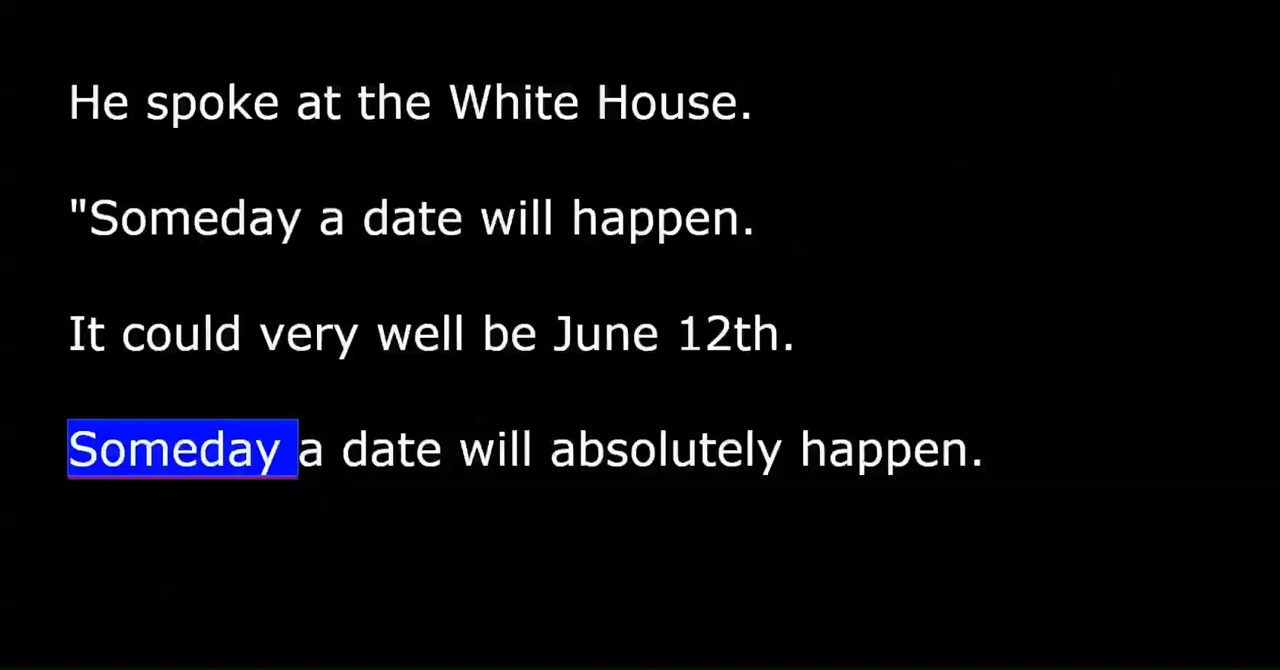 He spoke at the White House.
"Someday a date will happen.
It could very well be June 12th.
Someday a date will absolutely happen.